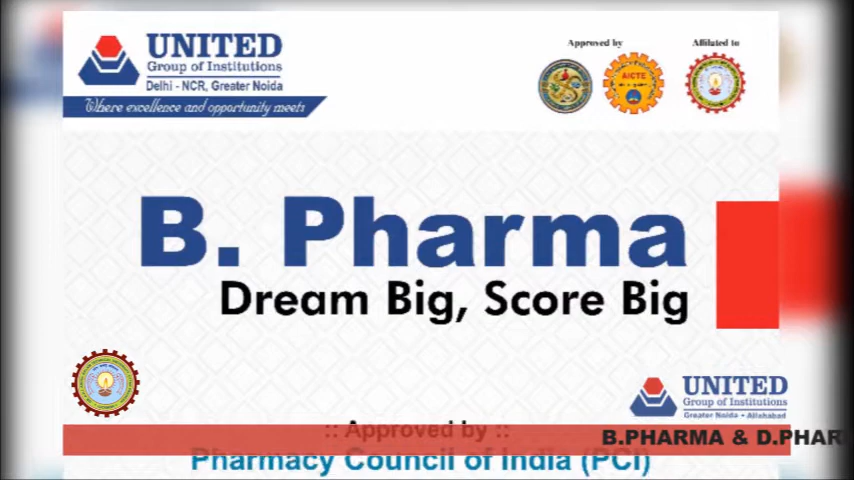 UNITED
Group of Institutions
Delhi - NCR, Greater Noida
Where excellence and opportunity meets
Approved by
Affiliated to
AICTE
B. Pharma
Dream Big, Score Big
UNITED
Group of Institutions
Greater Noida • Allahabad
:: Approved by ::
B.PHARMA & D.PHAR
Pharmacy Council of India (PCI)